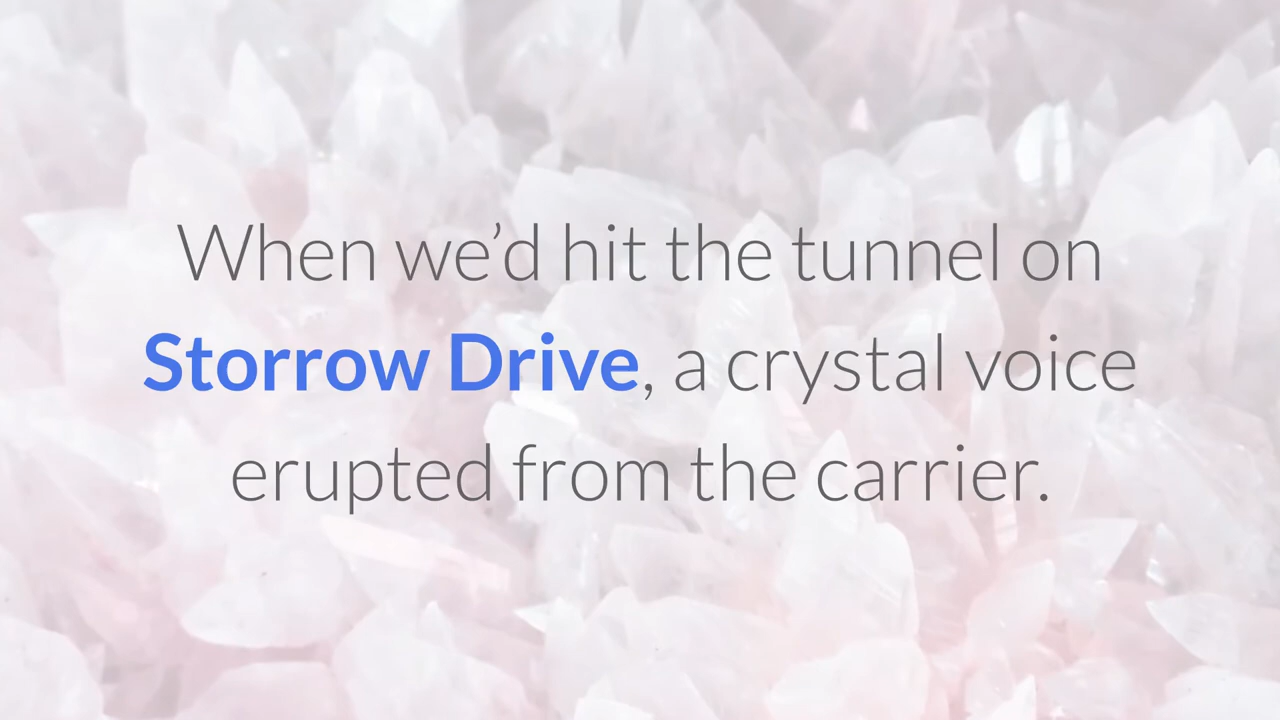 When we’d hit the tunnel on
Storrow Drive, a crystal voice
erupted from the carrier.